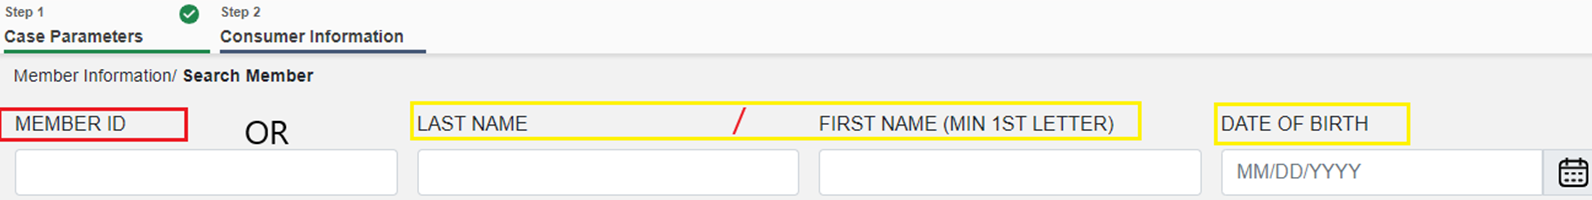 Step 1
Case Parameters
Step 2
Consumer Information
Member Information/ Search Member
MEMBER ID
OR
LAST NAME / FIRST NAME (MIN 1ST LETTER)
DATE OF BIRTH
MM/DD/YYYY